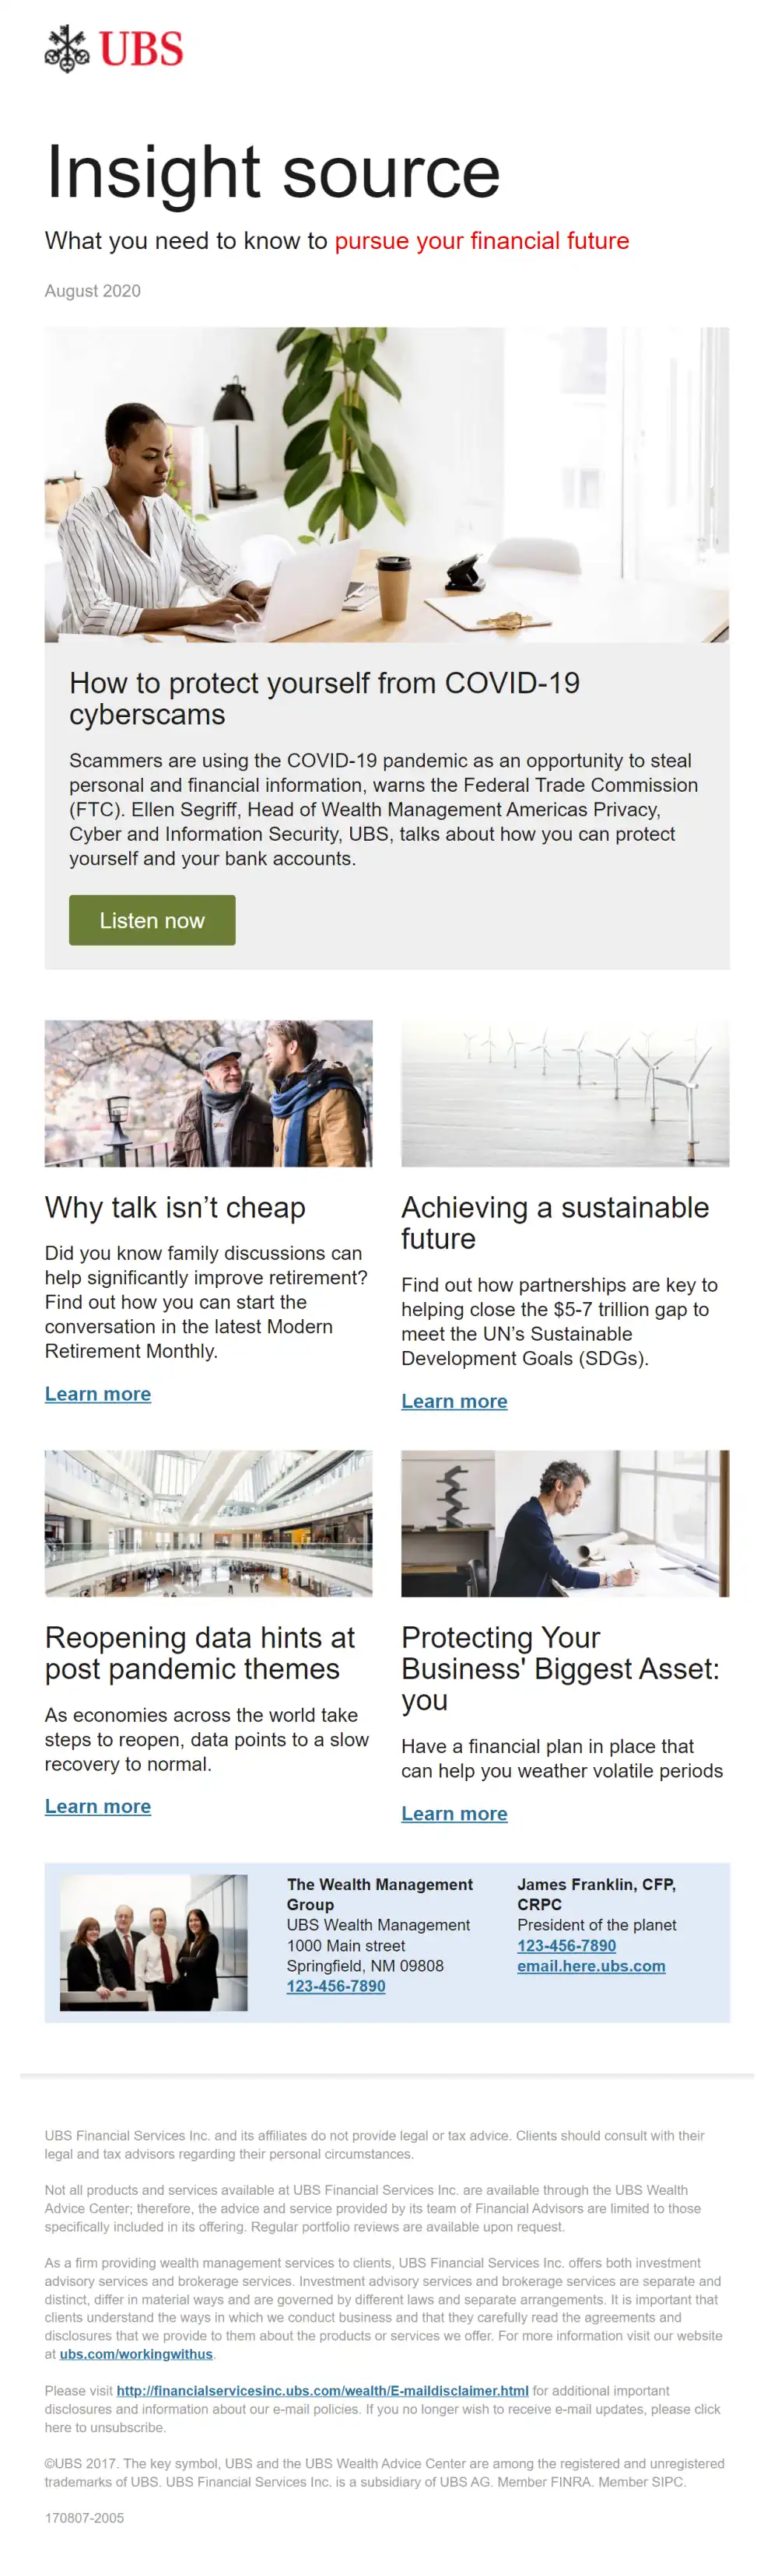 UBS
Insight source
What you need to know to pursue your financial future
August 2020
How to protect yourself from COVID-19
cyberscams
Scammers are using the COVID-19 pandemic as an opportunity to steal
personal and financial information, warns the Federal Trade Commission
(FTC). Ellen Segriff, Head of Wealth Management Americas Privacy,
Cyber and Information Security, UBS, talks about how you can protect
yourself and your bank accounts.
Listen now
Why talk isn’t cheap
Did you know family discussions can
help significantly improve retirement?
Find out how you can start the
conversation in the latest Modern
Retirement Monthly.
Learn more
Achieving a sustainable
future
Find out how partnerships are key to
helping close the $5-7 trillion gap to
meet the UN’s Sustainable
Development Goals (SDGs).
Learn more
Reopening data hints at
post pandemic themes
As economies across the world take
steps to reopen, data points to a slow
recovery to normal.
Learn more
Protecting Your
Business' Biggest Asset:
you
Have a financial plan in place that
can help you weather volatile periods
Learn more
The Wealth Management
Group
UBS Wealth Management
1000 Main street
Springfield, NM 09808
123-456-7890
James Franklin, CFP,
CRPC
President of the planet
123-456-7890
email.here.ubs.com
UBS Financial Services Inc. and its affiliates do not provide legal or tax advice. Clients should consult with their
legal and tax advisors regarding their personal circumstances.
Not all products and services available at UBS Financial Services Inc. are available through the UBS Wealth
Advice Center; therefore, the advice and service provided by its team of Financial Advisors are limited to those
specifically included in its offering. Regular portfolio reviews are available upon request.
As a firm providing wealth management services to clients, UBS Financial Services Inc. offers both investment
advisory services and brokerage services. Investment advisory services and brokerage services are separate and
distinct, differ in material ways and are governed by different laws and separate arrangements. It is important that
clients understand the ways in which we conduct business and that they carefully read the agreements and
disclosures that we provide to them about the products or services we offer. For more information visit our website
at ubs.com/workingwithus.
Please visit http://financialservicesinc.ubs.com/wealth/E-maildisclaimer.html for additional important
disclosures and information about our e-mail policies. If you no longer wish to receive e-mail updates, please click
here to unsubscribe.
©UBS 2017. The key symbol, UBS and the UBS Wealth Advice Center are among the registered and unregistered
trademarks of UBS. UBS Financial Services Inc. is a subsidiary of UBS AG. Member FINRA. Member SIPC.
170807-2005